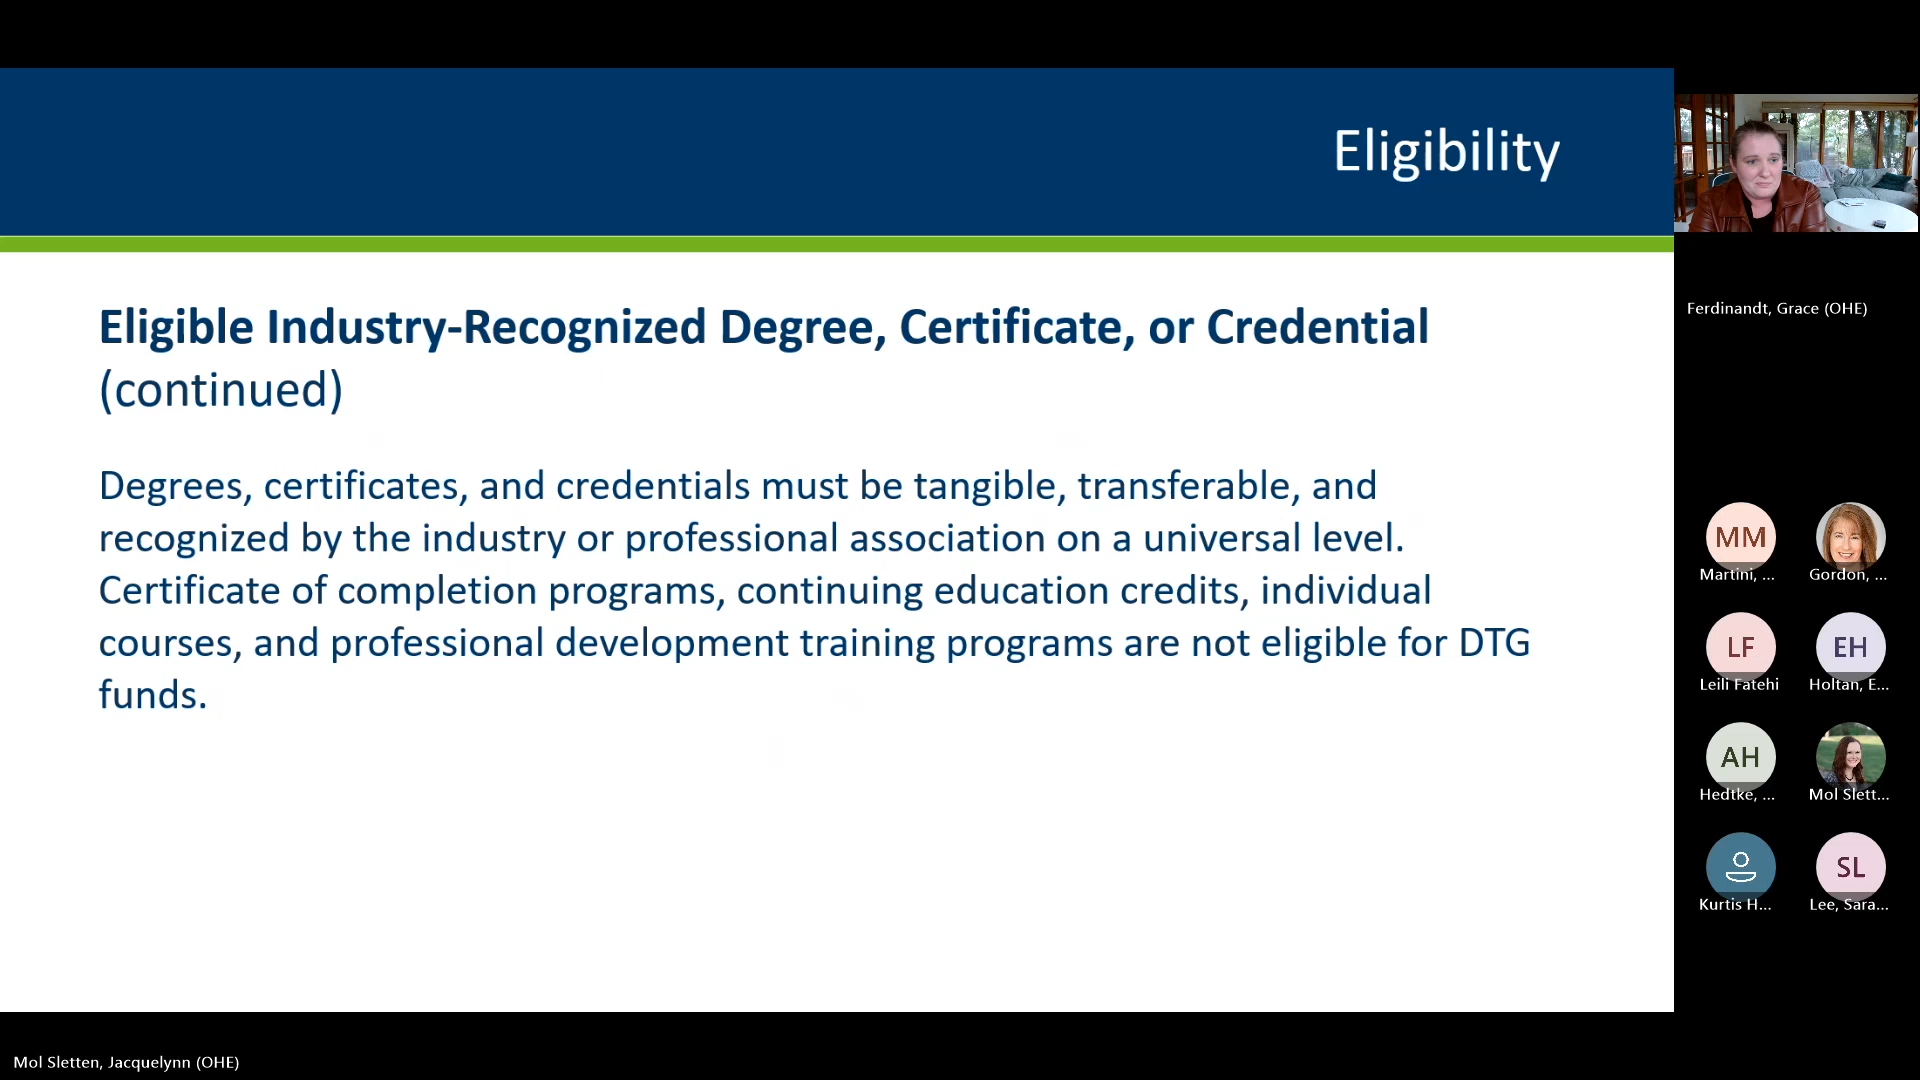 Eligibility
Eligible Industry-Recognized Degree, Certificate, or Credential
(continued)
Degrees, certificates, and credentials must be tangible, transferable, and
recognized by the industry or professional association on a universal level.
Certificate of completion programs, continuing education credits, individual
courses, and professional development training programs are not eligible for DTG
funds.
Ferdinandt, Grace (OHE)
MM
Martini, ...
Gordon, ...
LF
Leili Fatehi
EH
Holtan, E...
AH
Hedtke, ...
Mol Slett...
Kurtis H...
SL
Lee, Sara...
Mol Sletten, Jacquelynn (OHE)